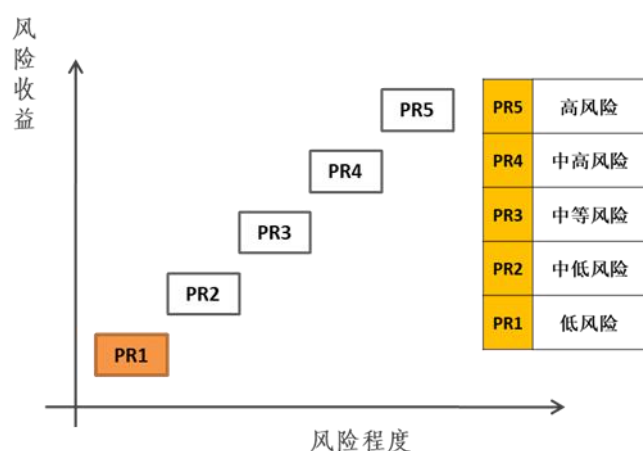 风险收益
PR5
PR4
PR3
PR2
PR1
风险程度
PR5 高风险
PR4 中高风险
PR3 中等风险
PR2 中低风险
PR1 低风险